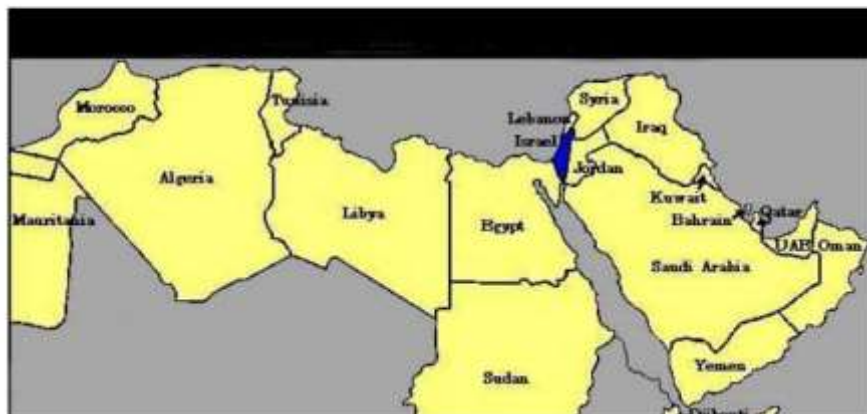 Morocco
Tunisia
Algeria
Mauritania
Libya
Egypt
Sudan
Lebanon
Israel
Syria
Iraq
Jordan
Kuwait
Bahrain
Qatar
UAE
Oman
Saudi Arabia
Yemen
Djibouti